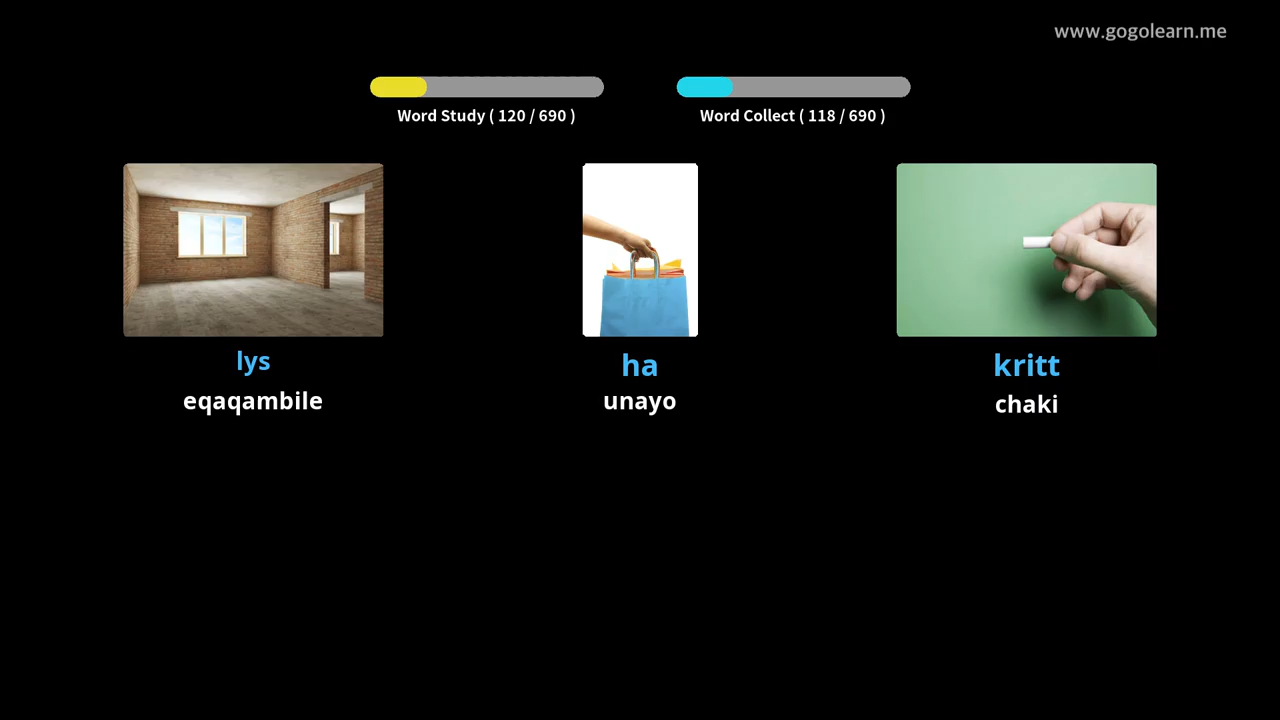 www.gogolearn.me
Word Study ( 120 / 690 )
Word Collect ( 118 / 690 )
lys
eqaqambile
ha
unayo
kritt
chaki